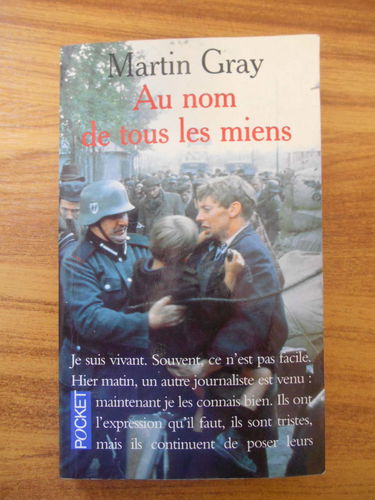 Martin Gray
Au nom
de tous les miens
Je suis vivant. Souvent, ce n'est pas facile.
Hier matin, un autre journaliste est venu :
maintenant je les connais bien. Ils ont
l'expression qu'il faut, ils sont tristes,
mais ils continuent de poser leurs
POCKET